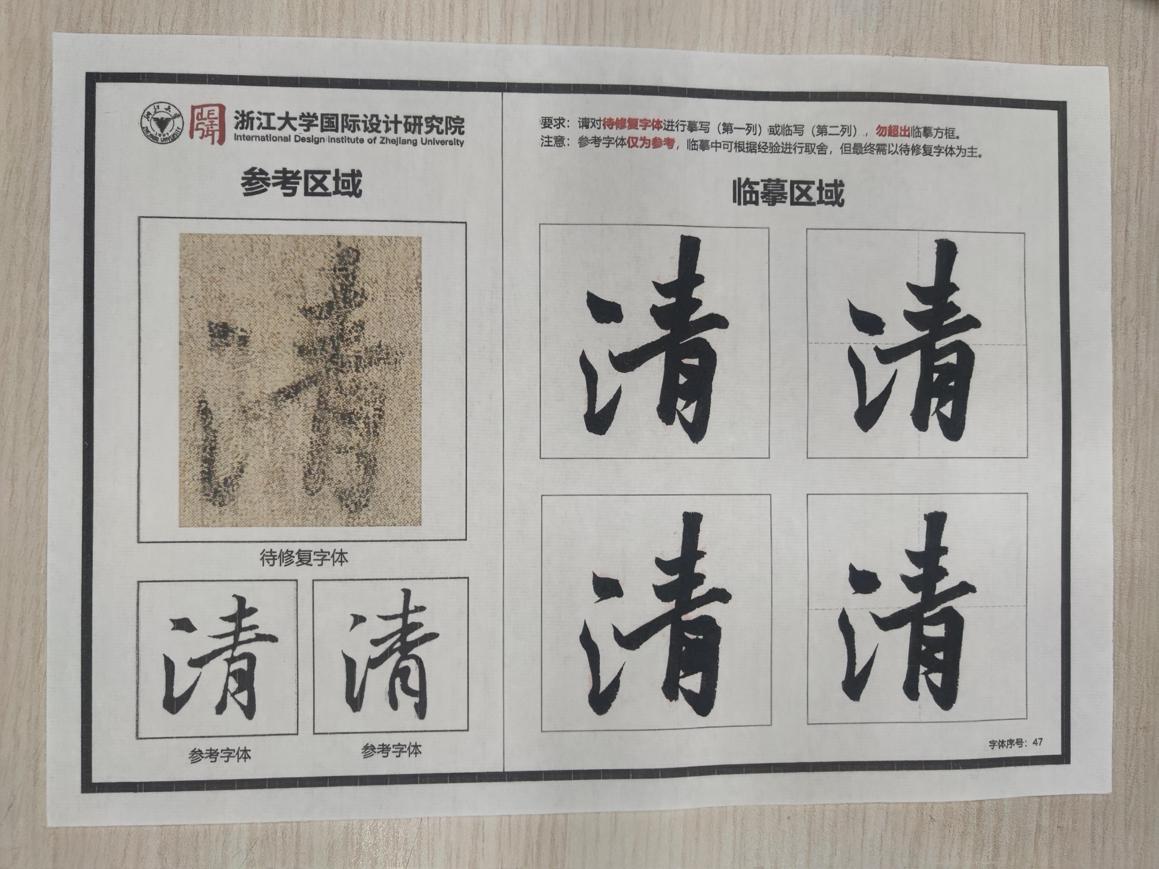 浙江大学国际设计研究院
International Design Institute of Zhejiang University
参考区域
清
待修复字体
清
清
参考字体
参考字体
要求：请对待修复字体进行摹写（第一列）或临写（第二列），勿超出临摹方框。
注意：参考字体仅为参考，临摹中可根据经验进行取舍，但最终需以待修复字体为主。
临摹区域
清
清
清
清
字体序号：47